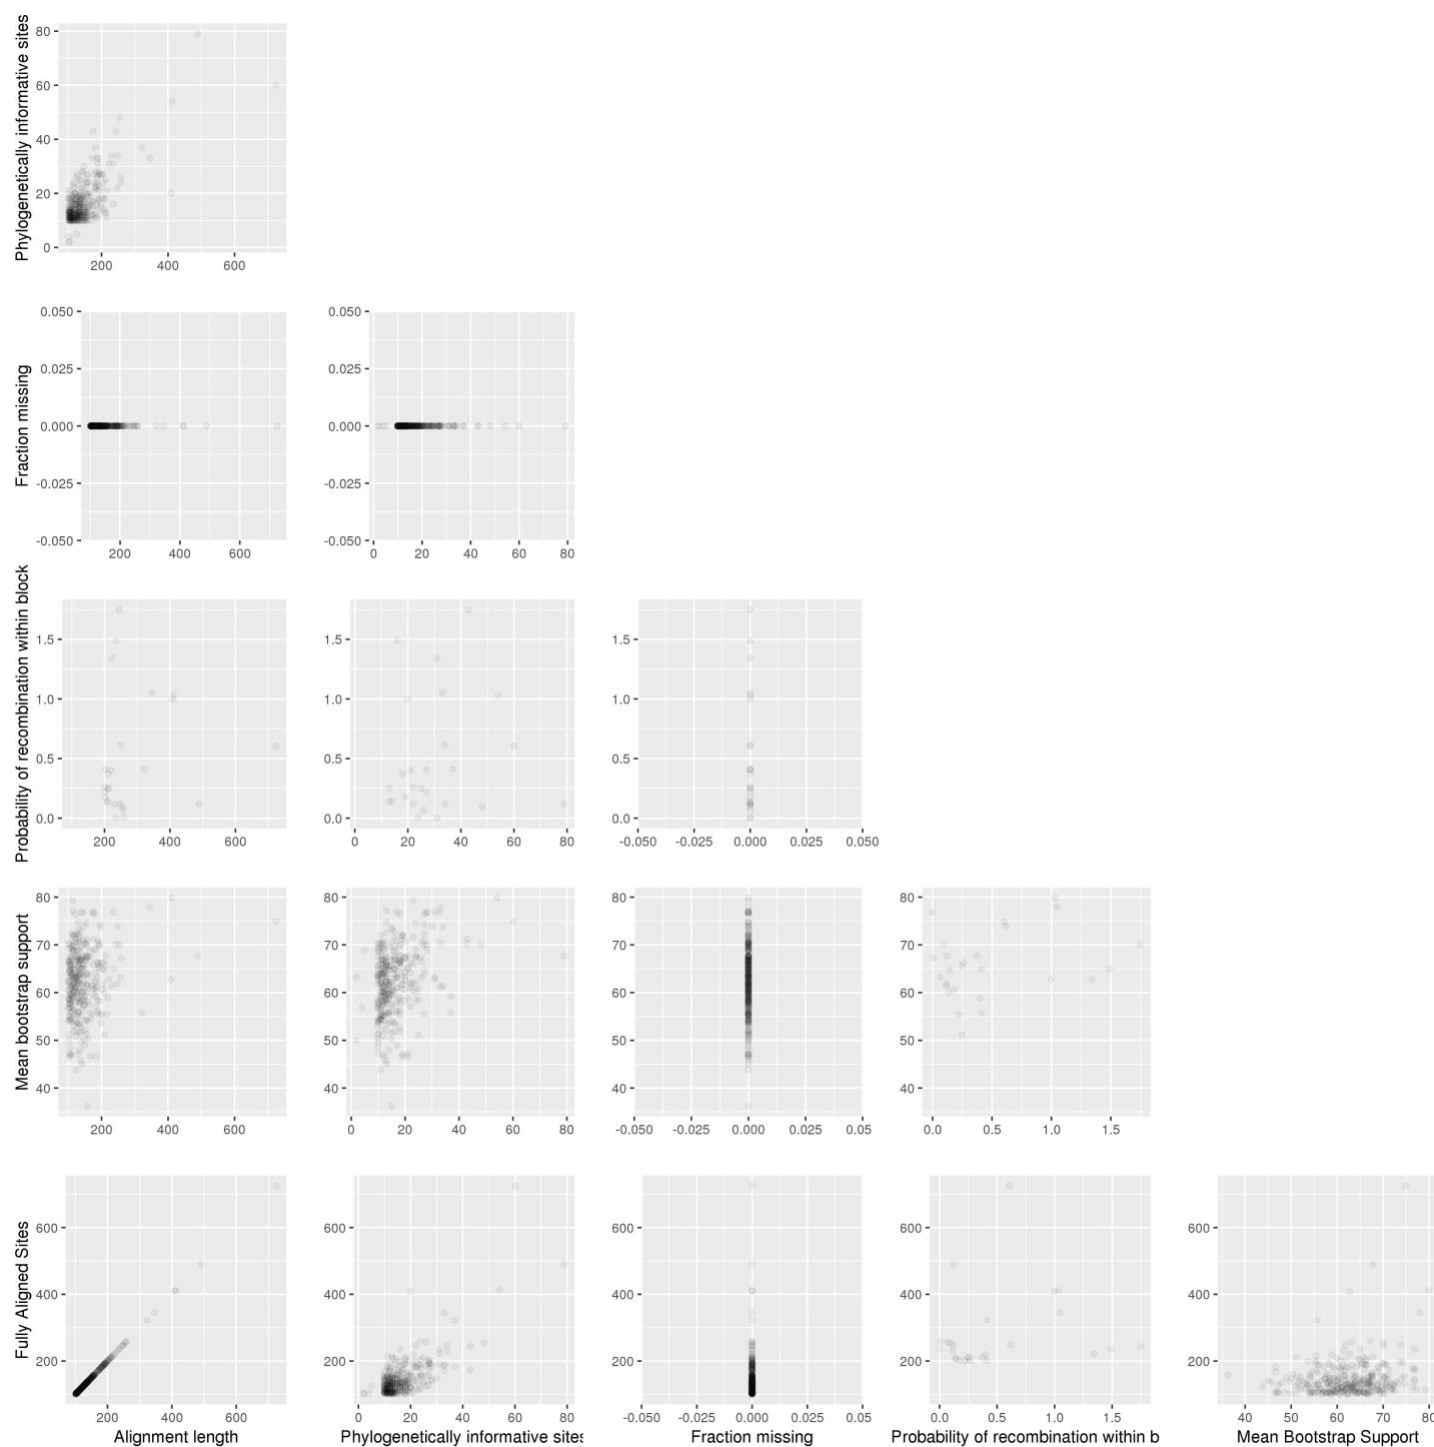 Phylogenetically informative sites
80
60
40
20
0
200 400 600
Fraction missing
0.050
0.025
0.000
-0.025
-0.050
200 400 600
0.050
0.025
0.000
-0.025
-0.050
0 20 40 60 80
Probability of recombination within block
1.5
1.0
0.5
0.0
200 400 600
1.5
1.0
0.5
0.0
0 20 40 60 80
1.5
1.0
0.5
0.0
-0.050 -0.025 0.000 0.025 0.050
Mean bootstrap support
80
70
60
50
40
200 400 600
80
70
60
50
40
0 20 40 60 80
80
70
60
50
40
-0.050 -0.025 0.000 0.025 0.05
80
70
60
50
40
0.0 0.5 1.0 1.5
Fully Aligned Sites
600
400
200
200 400 600
Alignment length
600
400
200
0 20 40 60 80
Phylogenetically informative sites
600
400
200
-0.050 -0.025 0.000 0.025 0.05
Fraction missing
600
400
200
0.0 0.5 1.0 1.5
Probability of recombination within b
600
400
200
40 50 60 70 80
Mean Bootstrap Support